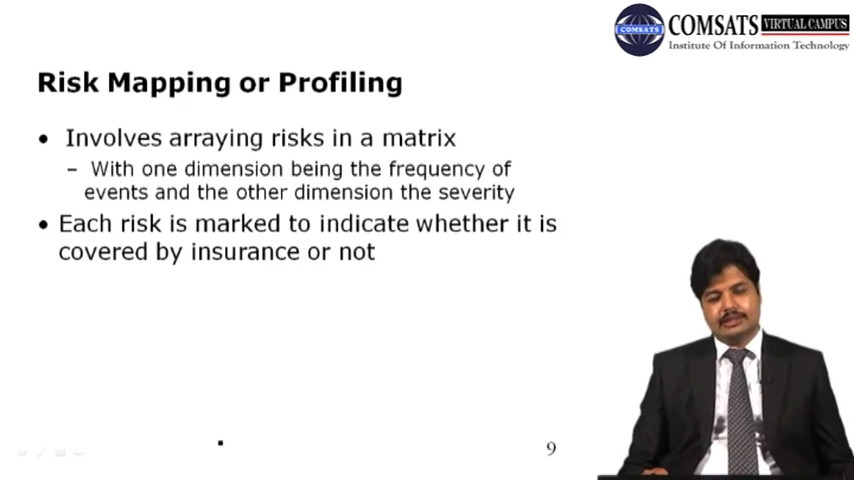 COMSATS VIRTUAL CAMPUS
COMSATS
Institute Of Information Technology
Risk Mapping or Profiling
• Involves arraying risks in a matrix
– With one dimension being the frequency of
events and the other dimension the severity
• Each risk is marked to indicate whether it is
covered by insurance or not
9